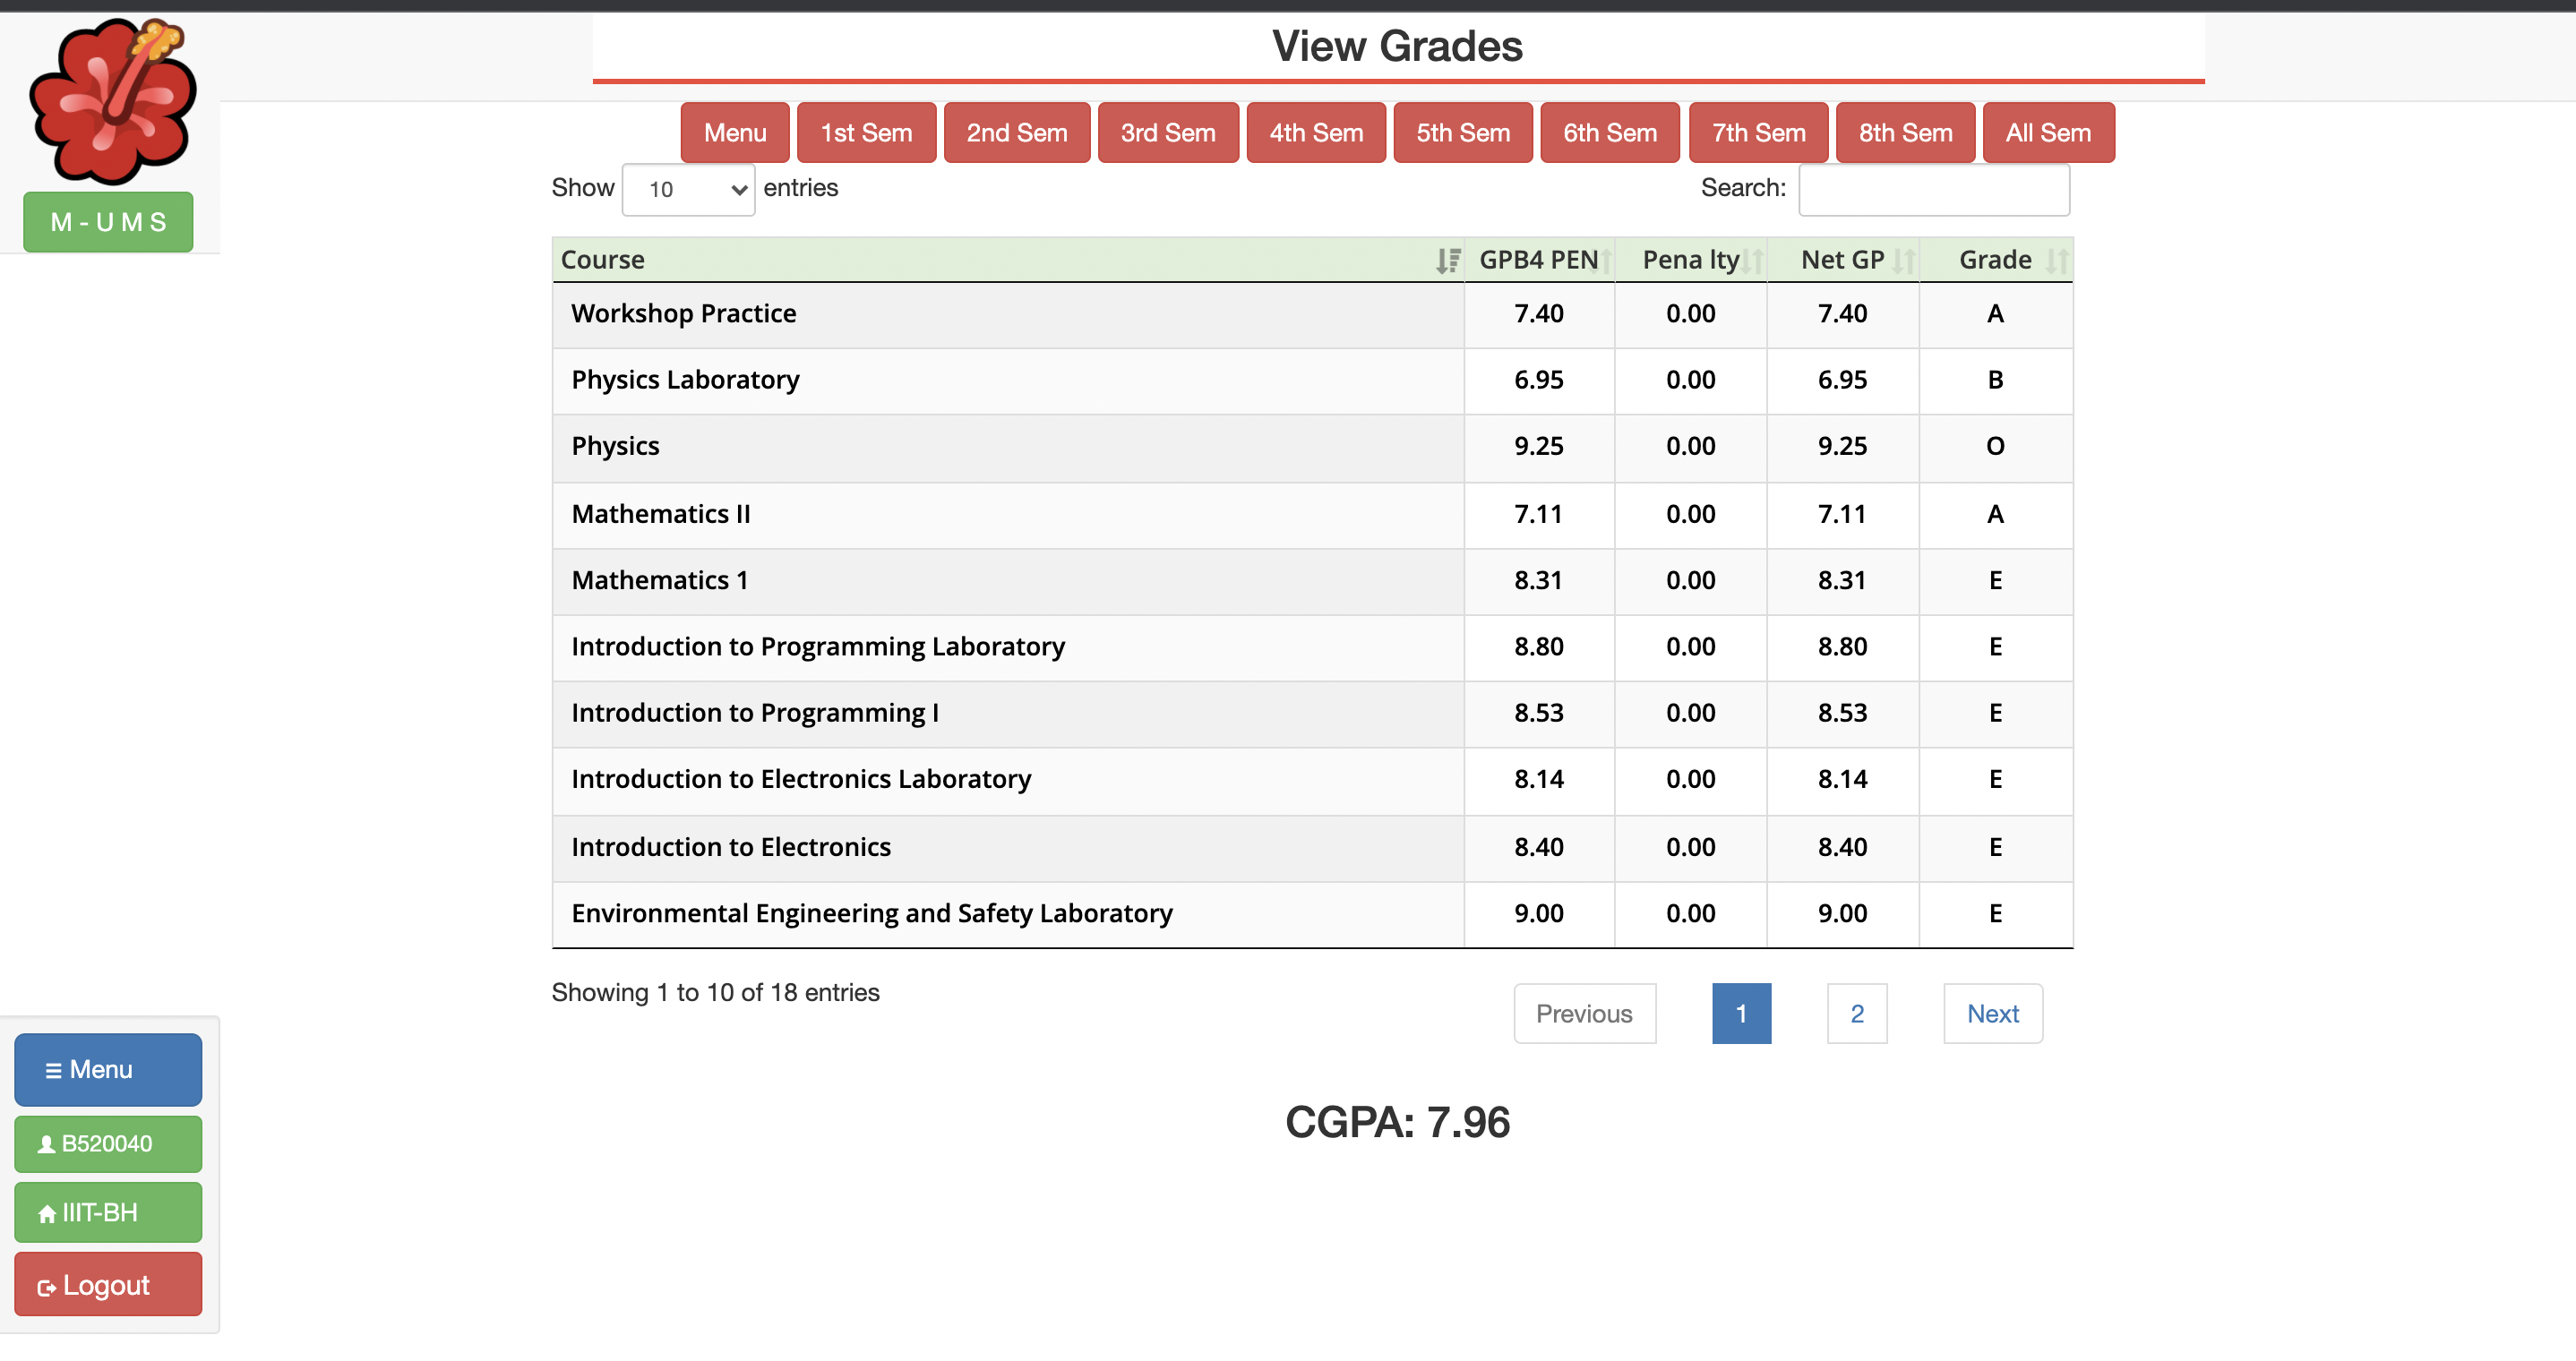 View Grades
Menu 1st Sem 2nd Sem 3rd Sem 4th Sem 5th Sem 6th Sem 7th Sem 8th Sem All Sem
M - U M S
Show 10 entries Search:
Course GPB4 PEN Pena lty Net GP Grade
Workshop Practice 7.40 0.00 7.40 A
Physics Laboratory 6.95 0.00 6.95 B
Physics 9.25 0.00 9.25 O
Mathematics II 7.11 0.00 7.11 A
Mathematics 1 8.31 0.00 8.31 E
Introduction to Programming Laboratory 8.80 0.00 8.80 E
Introduction to Programming I 8.53 0.00 8.53 E
Introduction to Electronics Laboratory 8.14 0.00 8.14 E
Introduction to Electronics 8.40 0.00 8.40 E
Environmental Engineering and Safety Laboratory 9.00 0.00 9.00 E
Showing 1 to 10 of 18 entries
Previous 1 2 Next
CGPA: 7.96
Menu
B520040
IIIT-BH
Logout